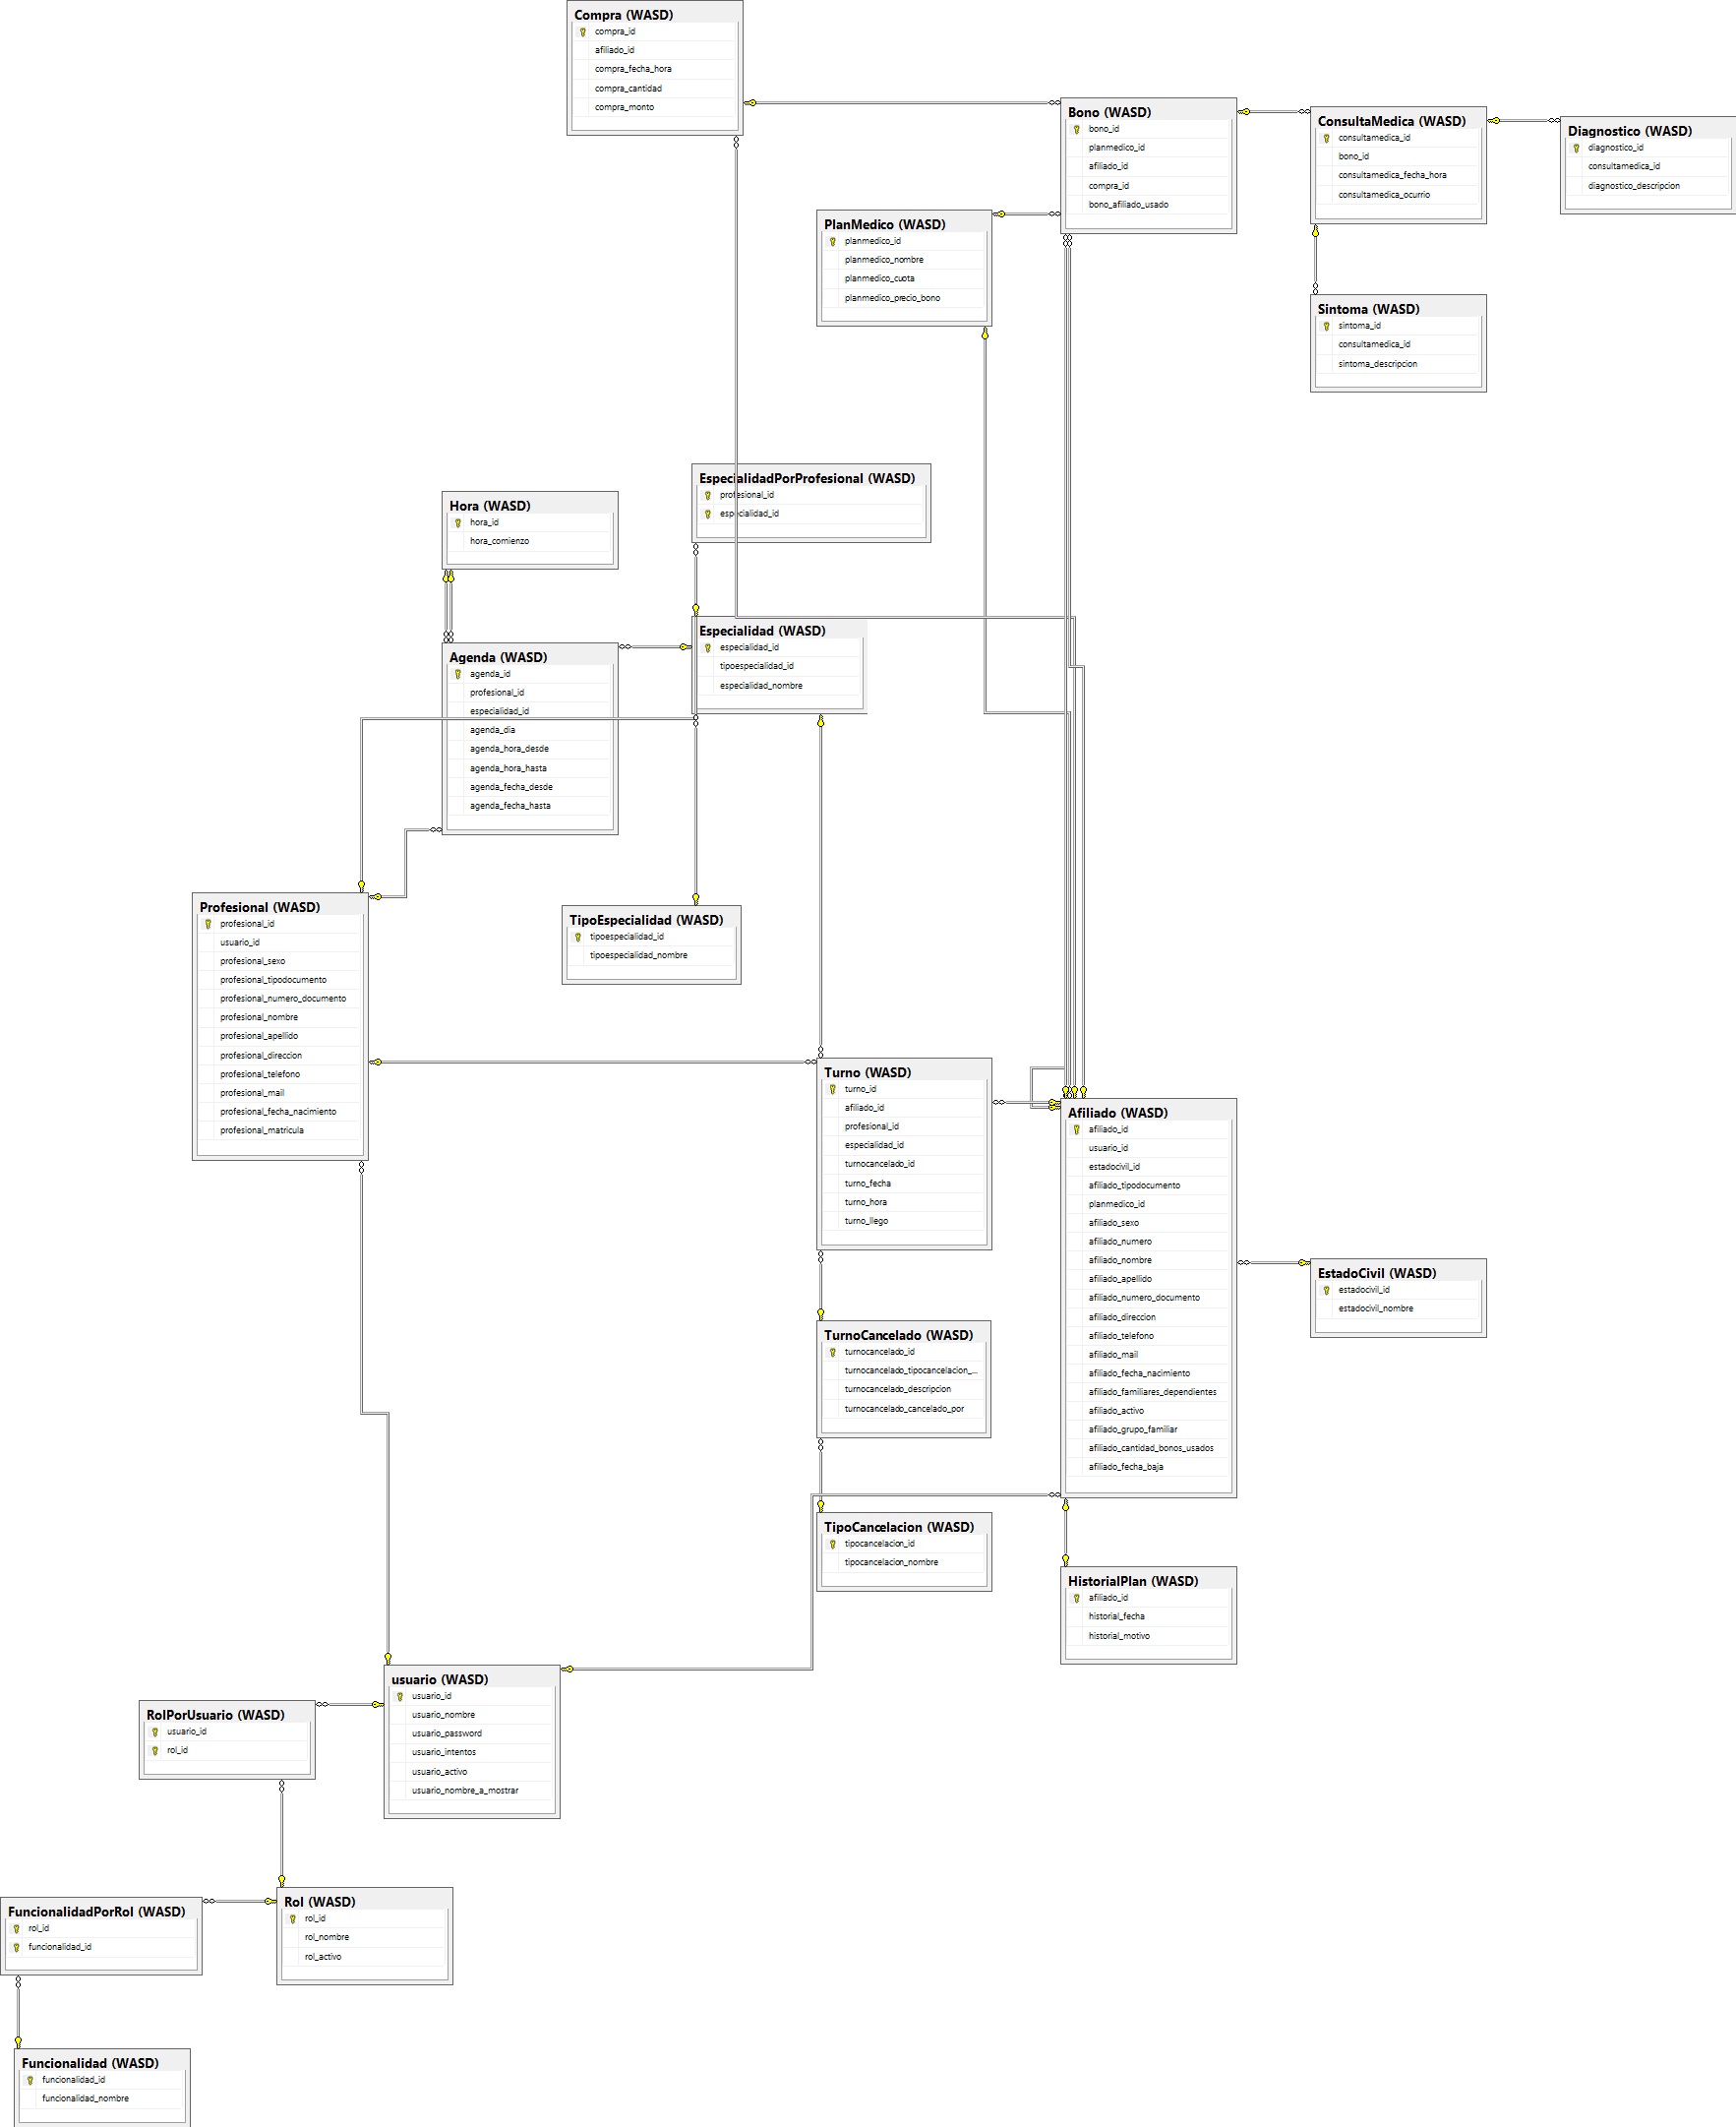 Compra (WASD)
compra_id
afiliado_id
compra_fecha_hora
compra_cantidad
compra_monto
Bono (WASD)
bono_id
planmedico_id
afiliado_id
compra_id
bono_afiliado_usado
ConsultaMedica (WASD)
consultamedica_id
bono_id
consultamedica_fecha_hora
consultamedica_ocurrio
Diagnostico (WASD)
diagnostico_id
consultamedica_id
diagnostico_descripcion
PlanMedico (WASD)
planmedico_id
planmedico_nombre
planmedico_cuota
planmedico_precio_bono
Sintoma (WASD)
sintoma_id
consultamedica_id
sintoma_descripcion
EspecialidadPorProfesional (WASD)
profesional_id
especialidad_id
Hora (WASD)
hora_id
hora_comienzo
Especialidad (WASD)
especialidad_id
tipoespecialidad_id
especialidad_nombre
Agenda (WASD)
agenda_id
profesional_id
especialidad_id
agenda_dia
agenda_hora_desde
agenda_hora_hasta
agenda_fecha_desde
agenda_fecha_hasta
Profesional (WASD)
profesional_id
usuario_id
profesional_sexo
profesional_tipodocumento
profesional_numero_documento
profesional_nombre
profesional_apellido
profesional_direccion
profesional_telefono
profesional_mail
profesional_fecha_nacimiento
profesional_matricula
TipoEspecialidad (WASD)
tipoespecialidad_id
tipoespecialidad_nombre
Turno (WASD)
turno_id
afiliado_id
profesional_id
especialidad_id
turnocancelado_id
turno_fecha
turno_hora
turno_llego
Afiliado (WASD)
afiliado_id
usuario_id
estadocivil_id
afiliado_tipodocumento
planmedico_id
afiliado_sexo
afiliado_numero
afiliado_nombre
afiliado_apellido
afiliado_numero_documento
afiliado_direccion
afiliado_telefono
afiliado_mail
afiliado_fecha_nacimiento
afiliado_familiares_dependientes
afiliado_activo
afiliado_grupo_familiar
afiliado_cantidad_bonos_usados
afiliado_fecha_baja
EstadoCivil (WASD)
estadocivil_id
estadocivil_nombre
TurnoCancelado (WASD)
turnocancelado_id
turnocancelado_tipocancelacion_...
turnocancelado_descripcion
turnocancelado_cancelado_por
TipoCancelacion (WASD)
tipocancelacion_id
tipocancelacion_nombre
HistorialPlan (WASD)
afiliado_id
historial_fecha
historial_motivo
usuario (WASD)
usuario_id
usuario_nombre
usuario_password
usuario_intentos
usuario_activo
usuario_nombre_a_mostrar
RolPorUsuario (WASD)
usuario_id
rol_id
Rol (WASD)
rol_id
rol_nombre
rol_activo
FuncionalidadPorRol (WASD)
rol_id
funcionalidad_id
Funcionalidad (WASD)
funcionalidad_id
funcionalidad_nombre